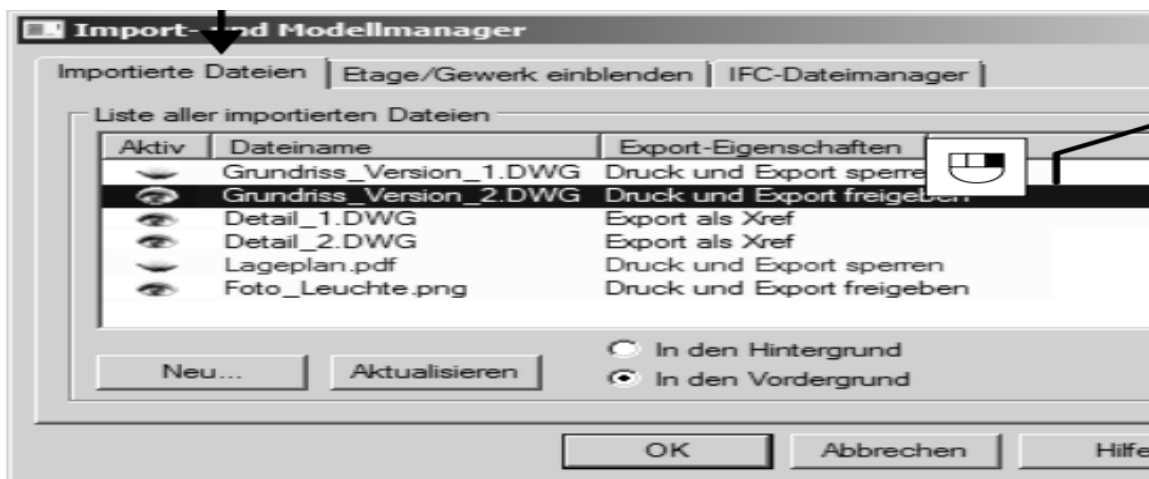 Import- und Modellmanager
Importierte Dateien Etage/Gewerk einblenden IFC-Dateimanager
Liste aller importierten Dateien
Aktiv Dateiname Export-Eigenschaften
Grundriss_Version_1.DWG Druck und Export sperren
Grundriss_Version_2.DWG Druck und Export freigeben
Detail_1.DWG Export als Xref
Detail_2.DWG Export als Xref
Lageplan.pdf Druck und Export sperren
Foto_Leuchte.png Druck und Export freigeben
In den Hintergrund
Neu... Aktualisieren
In den Vordergrund
OK Abbrechen Hilfe